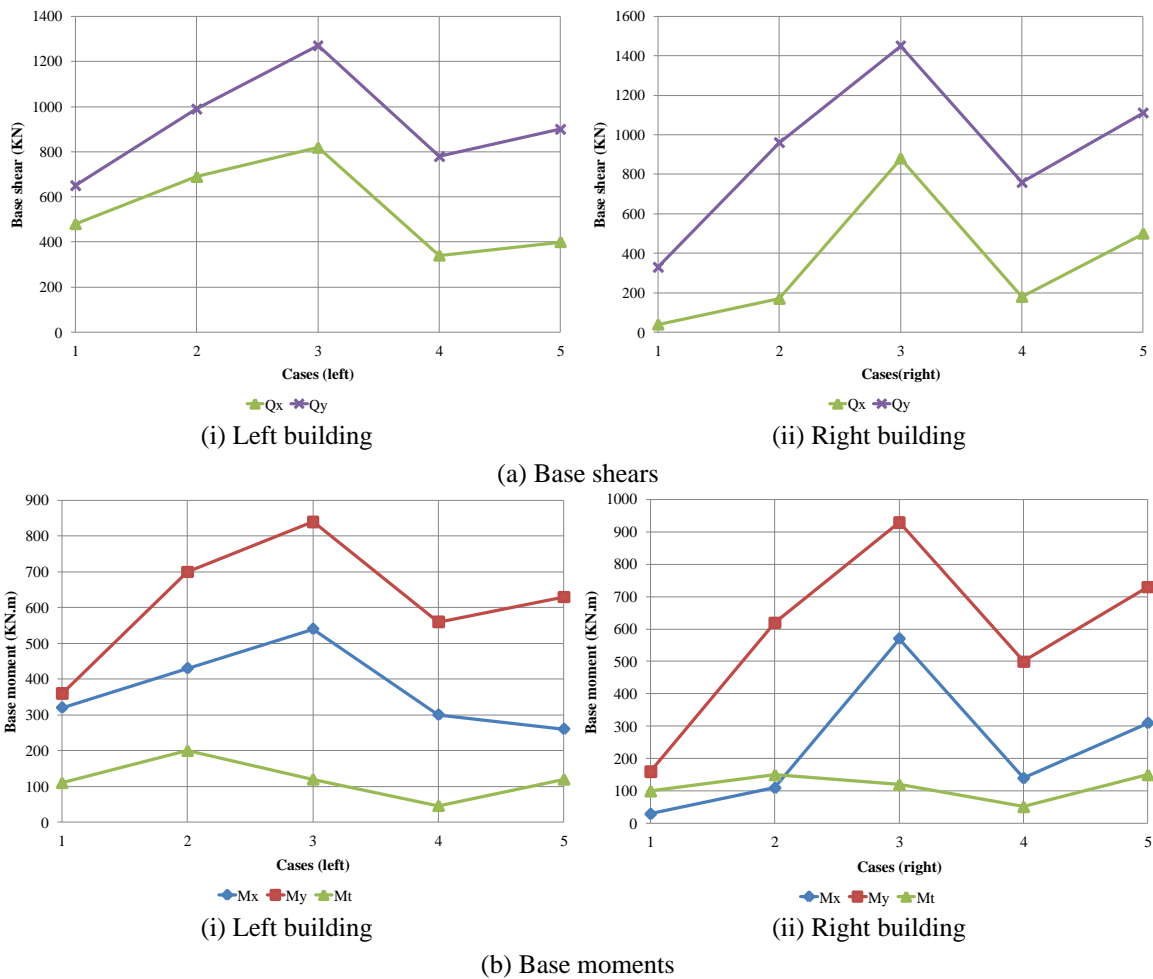 1400
1200
1000
800
600
400
200
0
Base shear (KN)
1 2 3 4 5
Cases (left)
Qx Qy
(i) Left building
1600
1400
1200
1000
800
600
400
200
0
Base shear (KN)
1 2 3 4 5
Cases(right)
Qx Qy
(ii) Right building
(a) Base shears
900
800
700
600
500
400
300
200
100
0
Base moment (KN.m)
1 2 3 4 5
Cases (left)
Mx My Mt
(i) Left building
1000
900
800
700
600
500
400
300
200
100
0
Base moment (KN.m)
1 2 3 4 5
Cases (right)
Mx My Mt
(ii) Right building
(b) Base moments